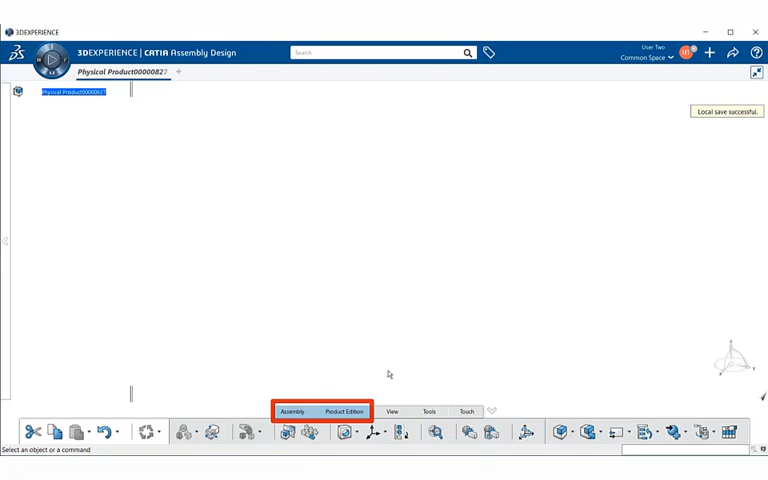 3DEXPERIENCE
3DEXPERIENCE | CATIA Assembly Design
Search
User Two
Common Space
Physical Product00000827
Physical Product00000827
Local save successful.
Assembly
Product Edition
View
Tools
Touch
Select an object or a command